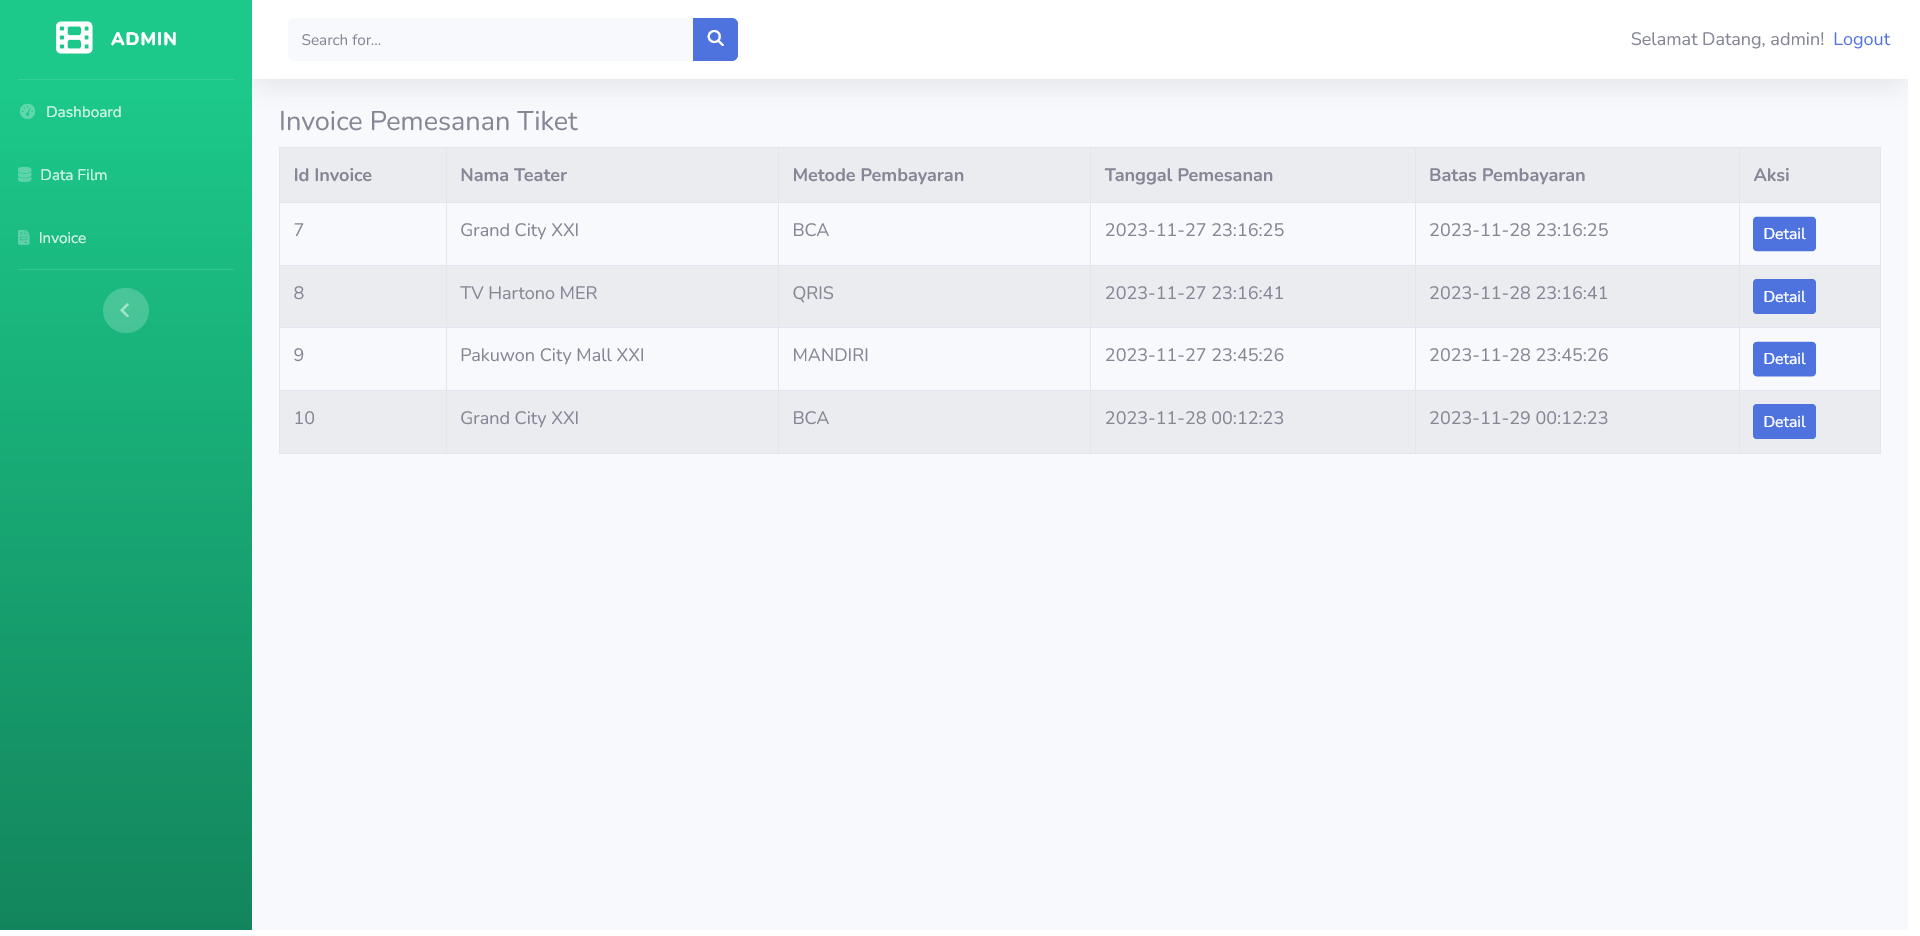 ADMIN
Search for...
Selamat Datang, admin! Logout
Dashboard
Data Film
Invoice
Invoice Pemesanan Tiket
Id Invoice Nama Teater Metode Pembayaran Tanggal Pemesanan Batas Pembayaran Aksi
7 Grand City XXI BCA 2023-11-27 23:16:25 2023-11-28 23:16:25 Detail
8 TV Hartono MER QRIS 2023-11-27 23:16:41 2023-11-28 23:16:41 Detail
9 Pakuwon City Mall XXI MANDIRI 2023-11-27 23:45:26 2023-11-28 23:45:26 Detail
10 Grand City XXI BCA 2023-11-28 00:12:23 2023-11-29 00:12:23 Detail